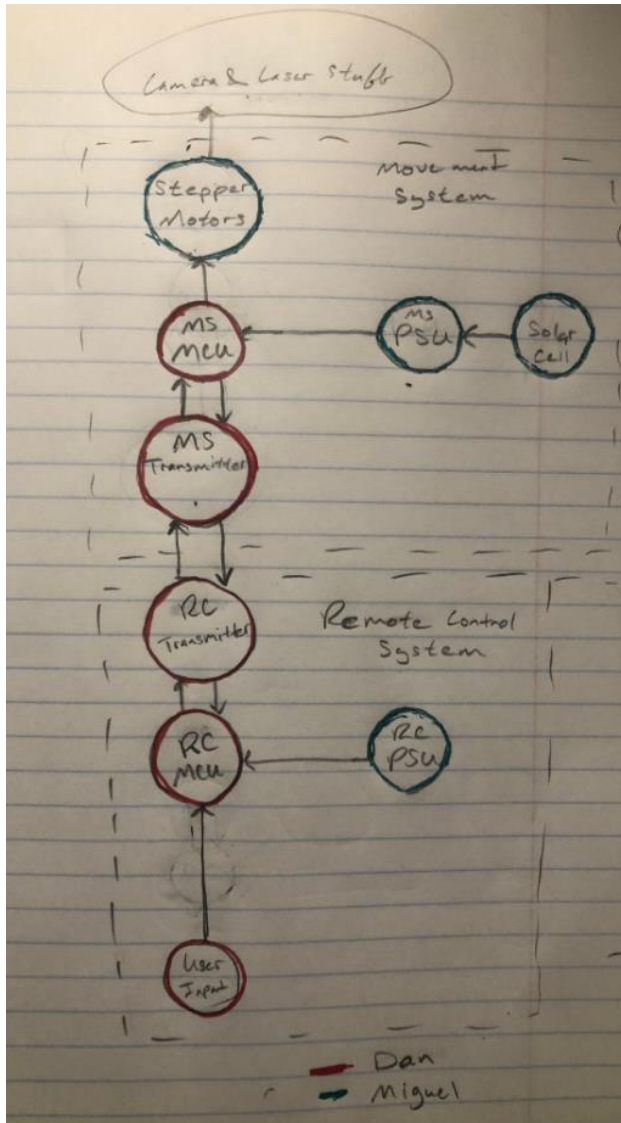 Camera & Laser Stuff
Movement
System
Stepper
Motors
MS
MCU
MS
PSU
Solar
Cell
MS
Transmitter
RC
Transmitter
Remote Control
System
RC
MCU
RC
PSU
User
Input
Dan
Miguel